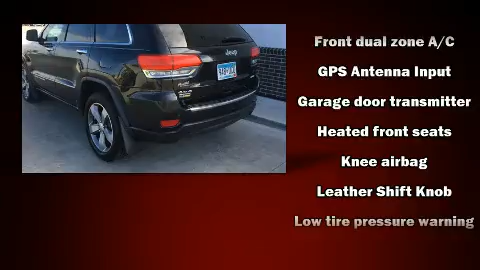 Jeep
Front dual zone A/C
GPS Antenna Input
Garage door transmitter
Heated front seats
Knee airbag
Leather Shift Knob
Low tire pressure warning